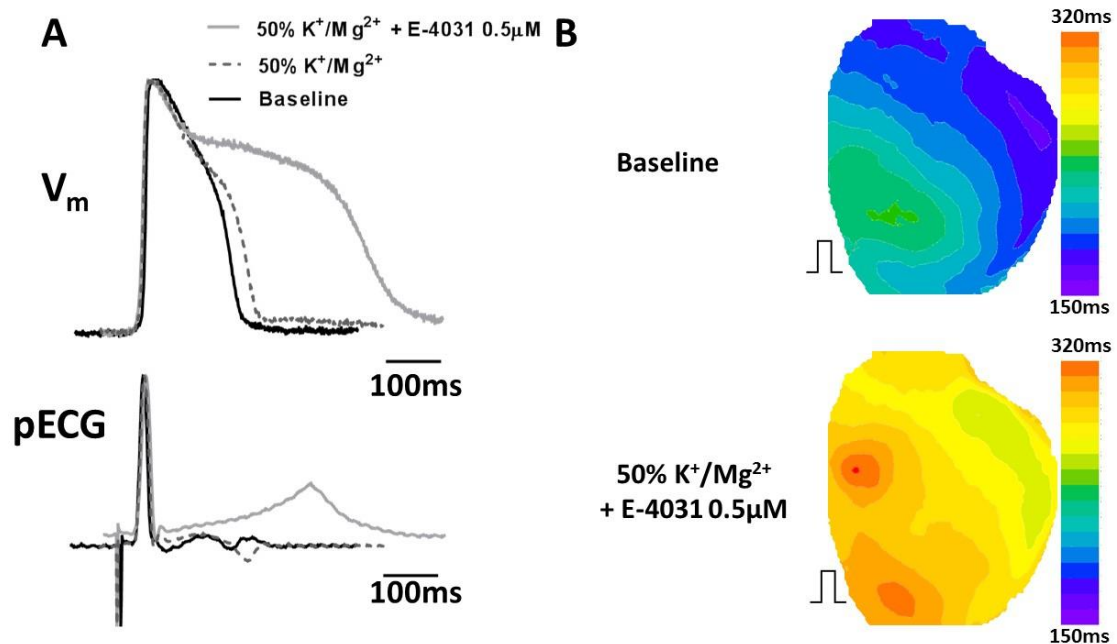 A
50% K⁺/Mg²⁺ + E-4031 0.5µM
50% K⁺/Mg²⁺
Baseline
Vₘ
100ms
pECG
100ms
B
320ms
Baseline
150ms
320ms
50% K⁺/Mg²⁺
+ E-4031 0.5µM
150ms